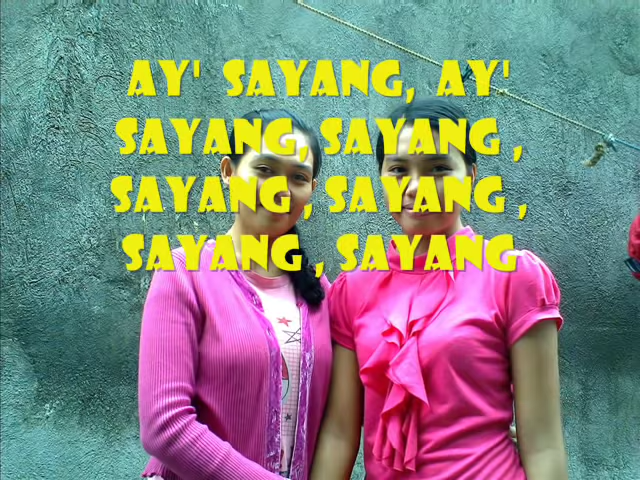 AY' SAYANG, AY'
SAYANG, SAYANG ,
SAYANG , SAYANG ,
SAYANG , SAYANG